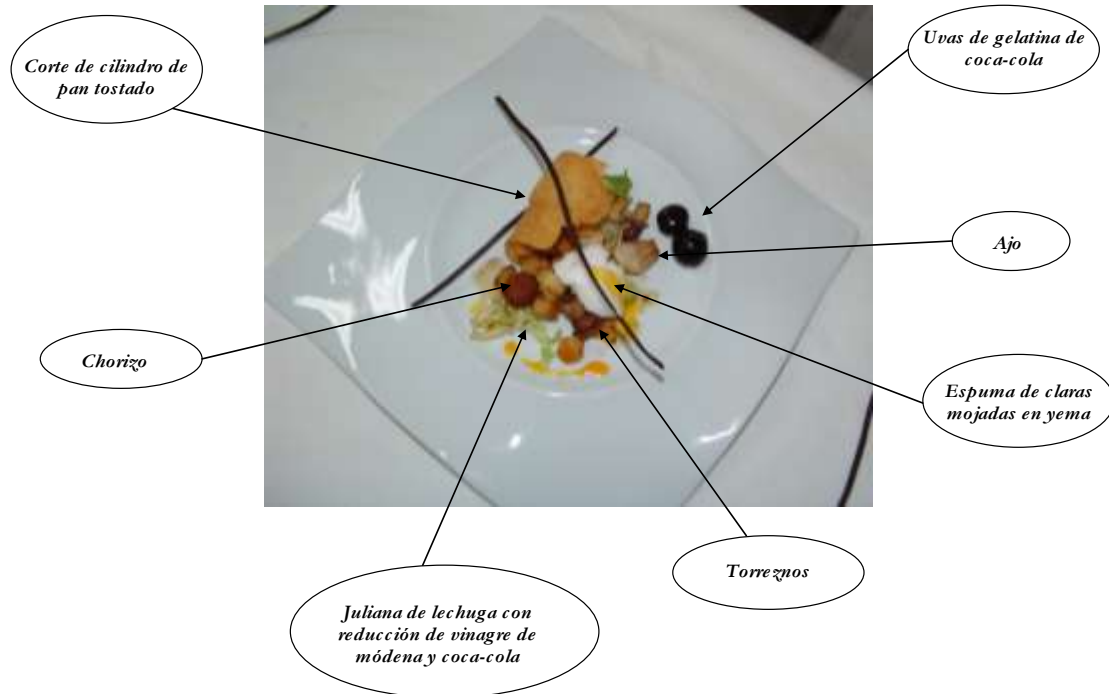 Corte de cilindro de
pan tostado
Uvas de gelatina de
coca-cola
Ajo
Chorizo
Espuma de claras
mojadas en yema
Torreznos
Juliana de lechuga con
reducción de vinagre de
módena y coca-cola